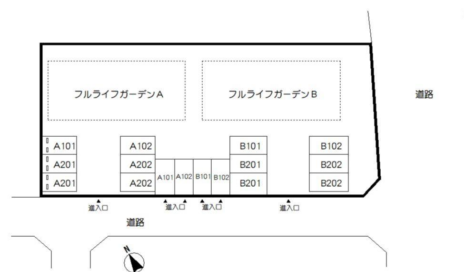 フルライフガーデンA
フルライフガーデンB
道路
A101
A102
B101
B102
A201
A202
A101
A102
B101
B102
B201
B202
A201
A202
B201
B202
進入口
進入口
進入口
進入口
道路
N